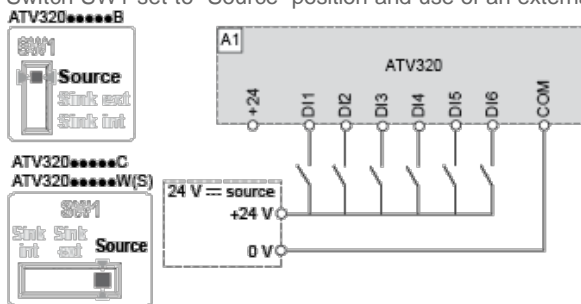 Switch SW1 set to "Source" position and use of an externa
ATV320●●●●●B
SW1
Source
Sink ext
Sink int
ATV320●●●●●C
ATV320●●●●●W(S)
SW1
Sink int
Sink ext
Source
A1
ATV320
+24
DI1
DI2
DI3
DI4
DI5
DI6
COM
24 V source
+24 V
0 V